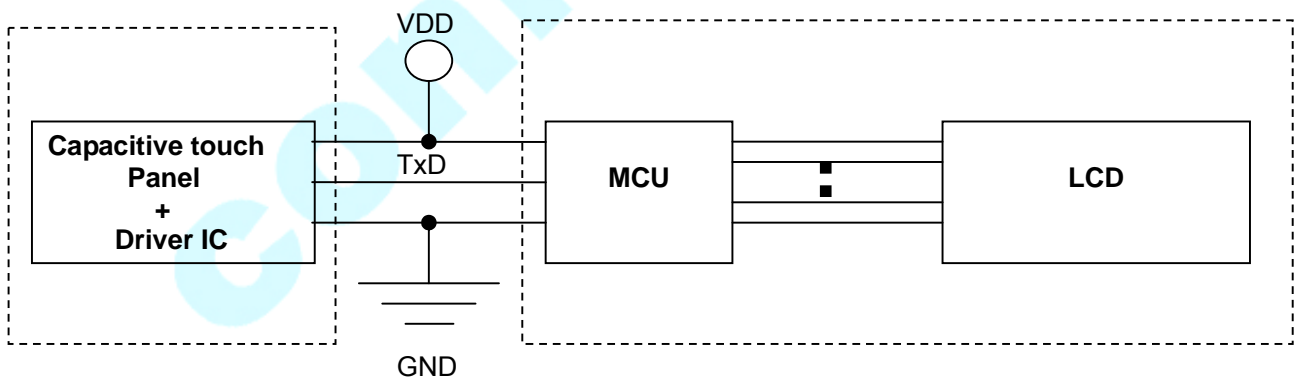 VDD
Capacitive touch
Panel
+
Driver IC
TxD
MCU
LCD
GND